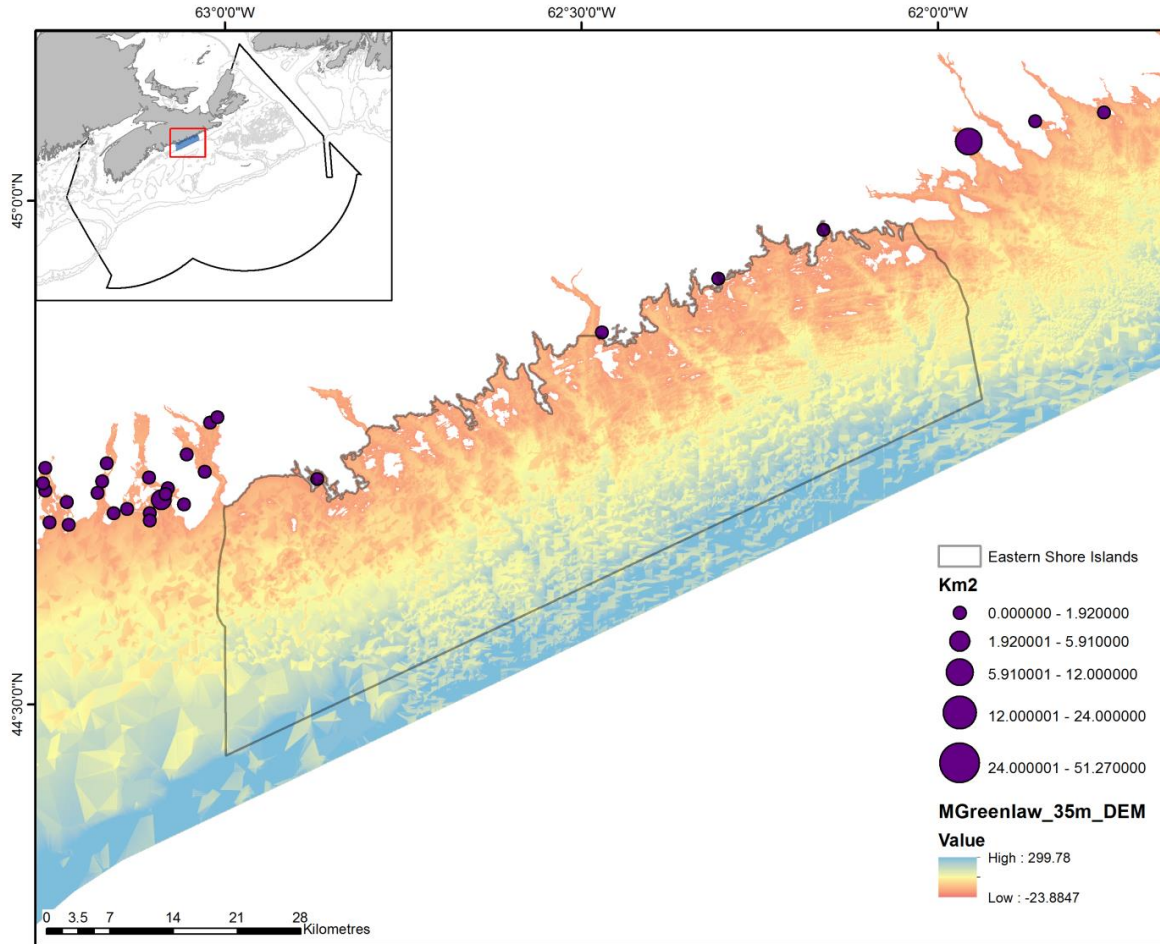 63°0'0"W 62°30'0"W 62°0'0"W
45°0'0"N
44°30'0"N
Eastern Shore Islands
Km2
0.000000 - 1.920000
1.920001 - 5.910000
5.910001 - 12.000000
12.000001 - 24.000000
24.000001 - 51.270000
MGreenlaw_35m_DEM
Value
High : 299.78
Low : -23.8847
0 3.5 7 14 21 28
Kilometres